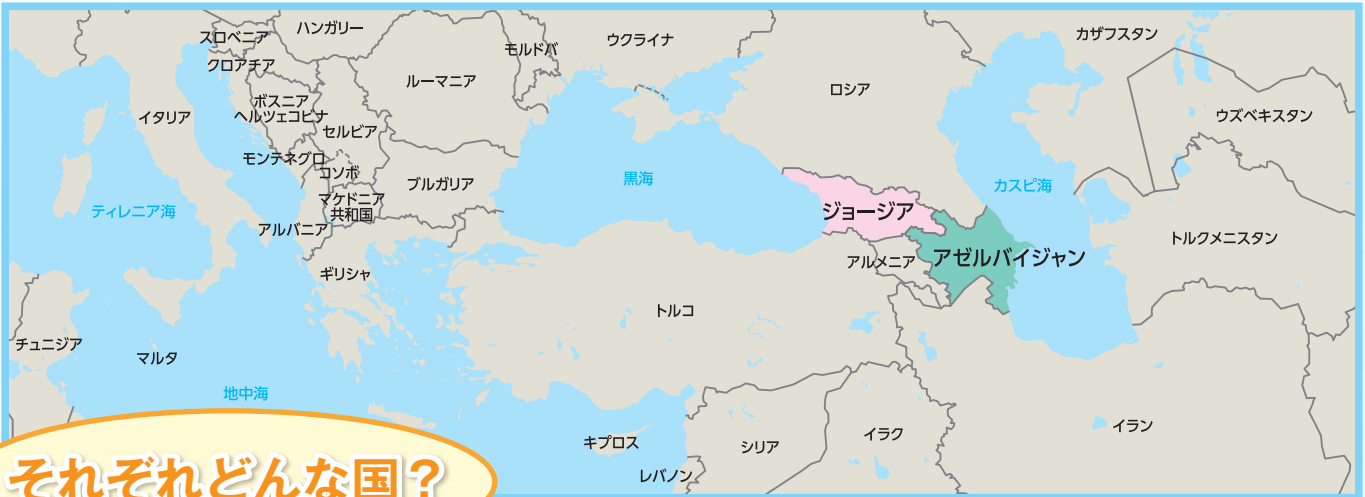 ハンガリー
スロベニア
クロアチア
モルドバ
ウクライナ
カザフスタン
ルーマニア
ロシア
イタリア
ボスニア
ヘルツェコビナ
セルビア
ウズベキスタン
モンテネグロ
コソボ
ブルガリア
黒海
カスピ海
マケドニア
共和国
ティレニア海
アルバニア
ジョージア
トルクメニスタン
アルメニア
アゼルバイジャン
ギリシャ
トルコ
チュニジア
マルタ
地中海
キプロス
シリア
イラク
イラン
レバノン
それぞれどんな国？